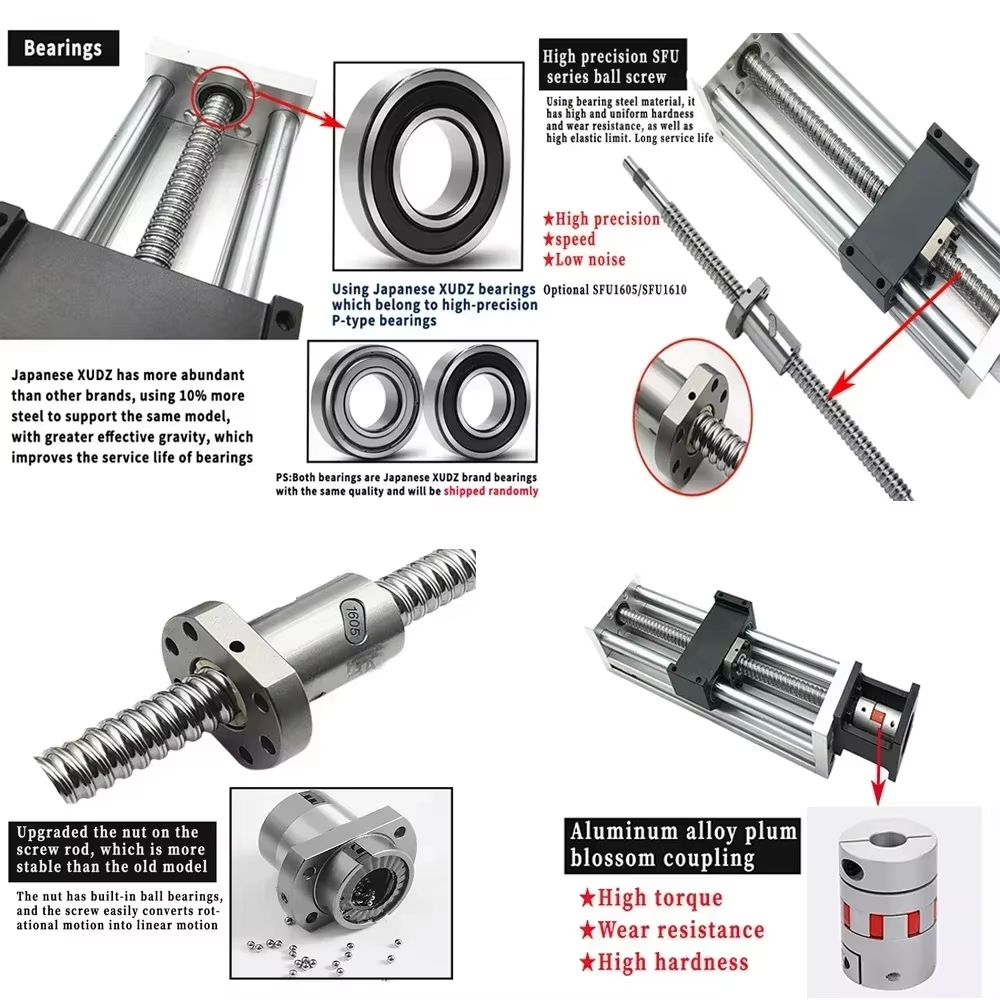 Bearings
Using Japanese XUDZ bearings
which belong to high-precision
P-type bearings
Japanese XUDZ has more abundant
than other brands, using 10% more
steel to support the same model,
with greater effective gravity, which
improves the service life of bearings
PS:Both bearings are Japanese XUDZ brand bearings
with the same quality and will be shipped randomly
High precision SFU
series ball screw
Using bearing steel material, it
has high and uniform hardness
and wear resistance, as well as
high elastic limit. Long service life
★High precision
★speed
★Low noise
Optional SFU1605/SFU1610
1605
Upgraded the nut on the
screw rod, which is more
stable than the old model
The nut has built-in ball bearings,
and the screw easily converts rot-
ational motion into linear motion
Aluminum alloy plum
blossom coupling
★High torque
★Wear resistance
★High hardness